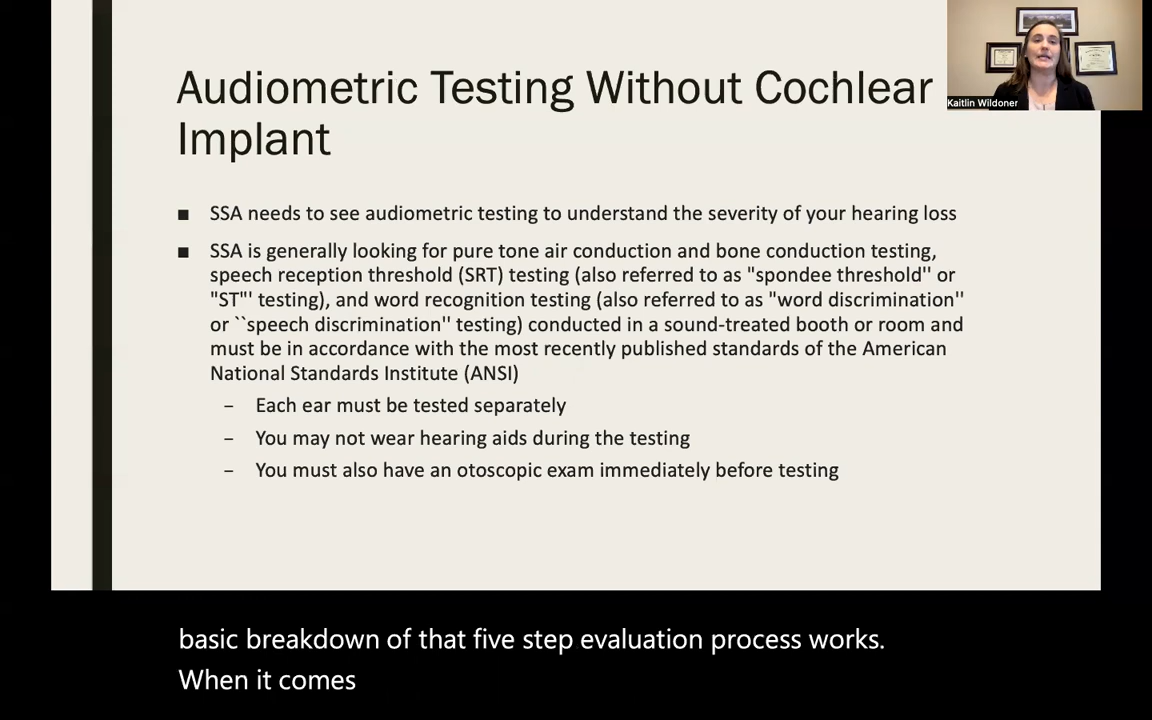 Audiometric Testing Without Cochlear
Implant
Kaitlin Wildoner
■ SSA needs to see audiometric testing to understand the severity of your hearing loss
■ SSA is generally looking for pure tone air conduction and bone conduction testing,
speech reception threshold (SRT) testing (also referred to as "spondee threshold'' or
"ST"' testing), and word recognition testing (also referred to as "word discrimination''
or ``speech discrimination'' testing) conducted in a sound-treated booth or room and
must be in accordance with the most recently published standards of the American
National Standards Institute (ANSI)
– Each ear must be tested separately
– You may not wear hearing aids during the testing
– You must also have an otoscopic exam immediately before testing
basic breakdown of that five step evaluation process works.
When it comes